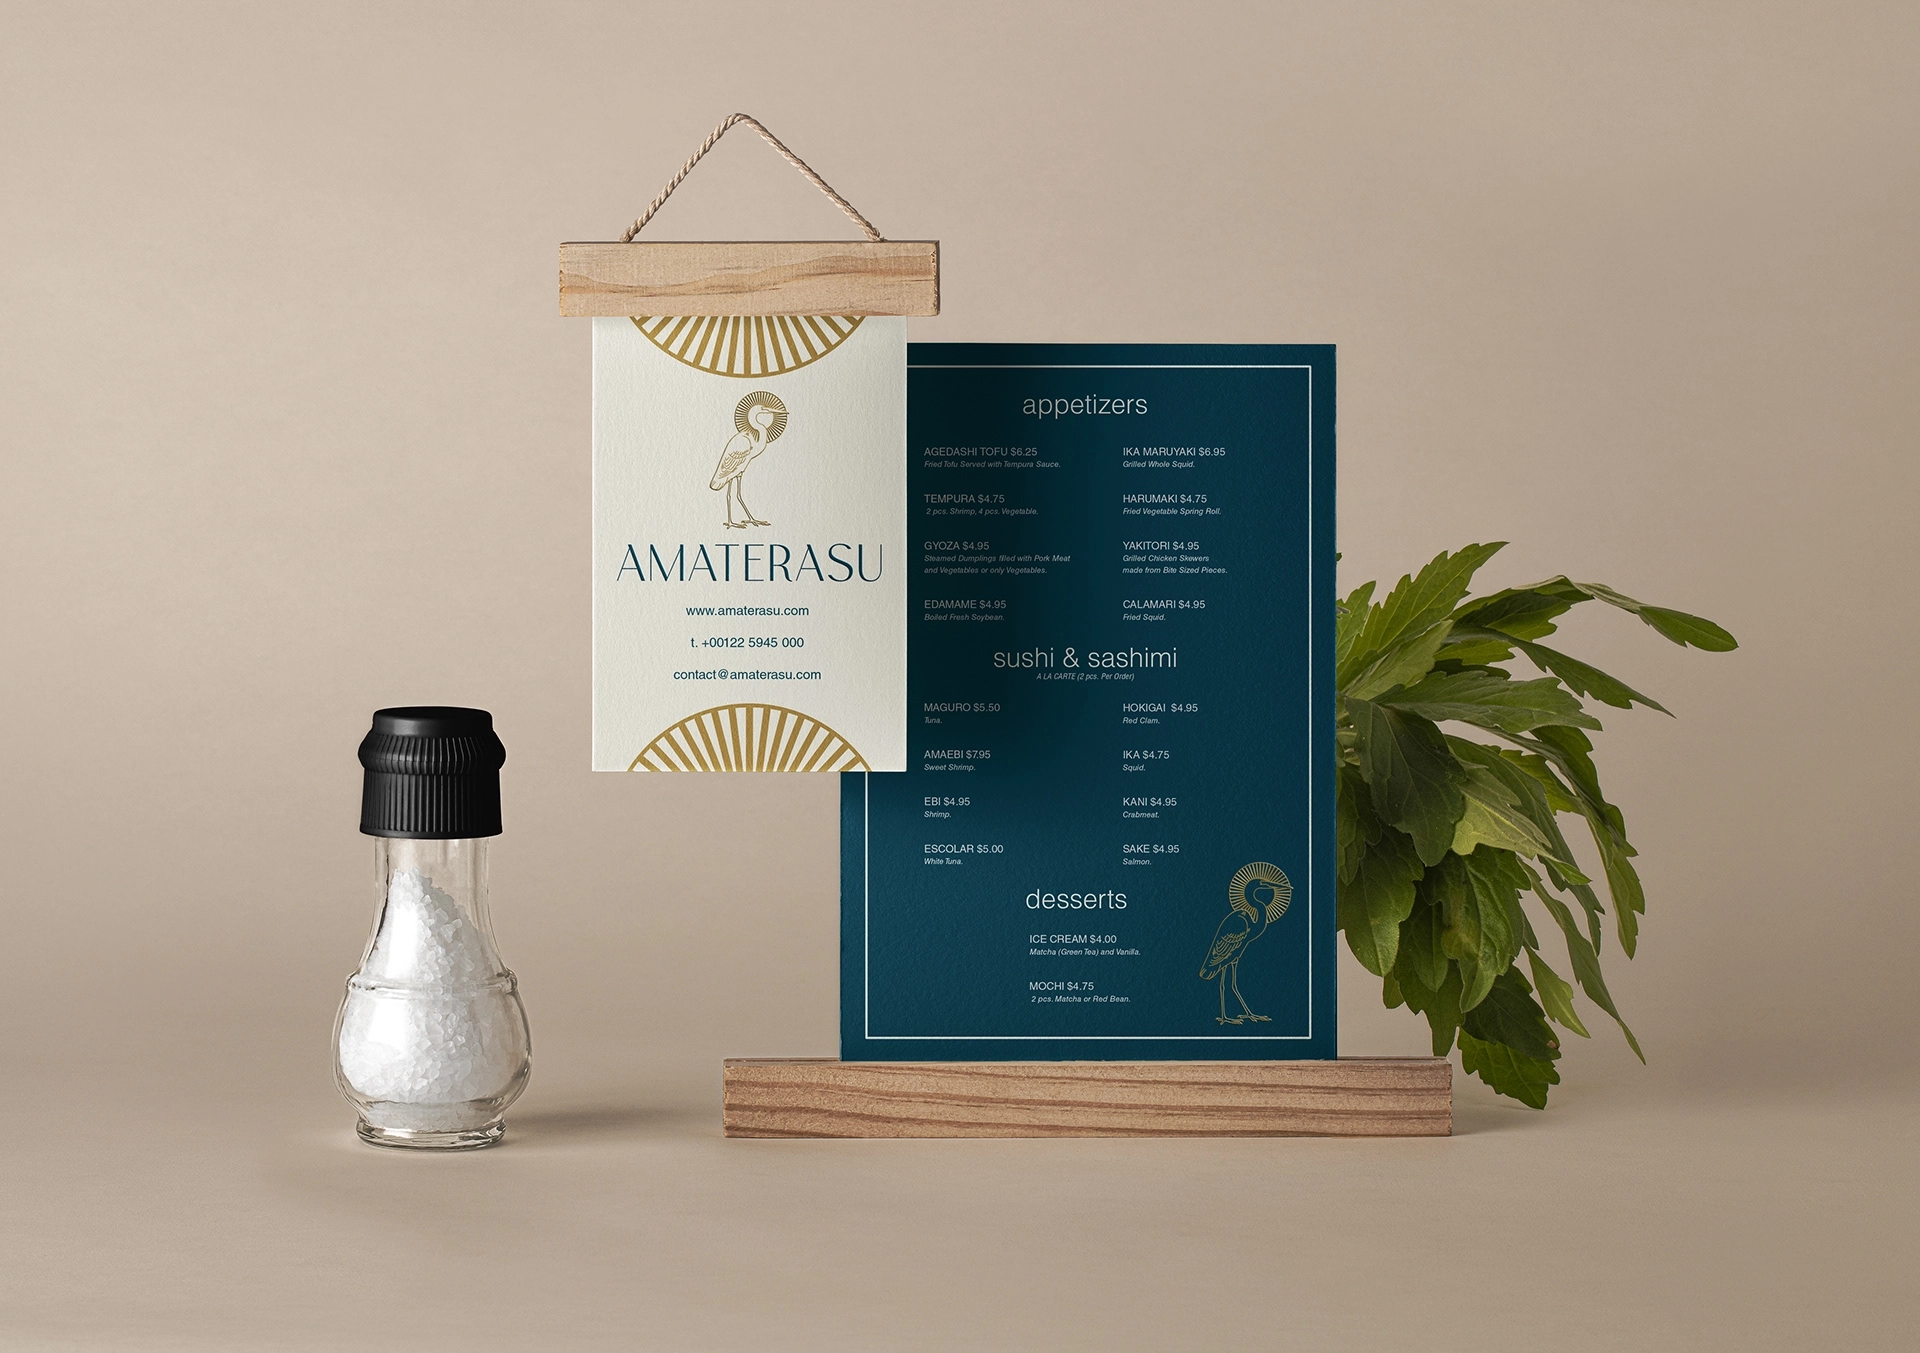 AMATERASU
www.amaterasu.com
t. +00122 5945 000
contact@amaterasu.com
appetizers
AGEDASHI TOFU $6.25
Fried Tofu Served with Tempura Sauce.
TEMPURA $4.75
2 pcs. Shrimp, 4 pcs. Vegetable.
GYOZA $4.95
Steamed Dumplings filled with Pork Meat
and Vegetables or only Vegetables.
EDAMAME $4.95
Boiled Fresh Soybean.
IKA MARUYAKI $6.95
Grilled Whole Squid.
HARUMAKI $4.75
Fried Vegetable Spring Roll.
YAKITORI $4.95
Grilled Chicken Skewers
made from Bite Sized Pieces.
CALAMARI $4.95
Fried Squid.
sushi & sashimi
A LA CARTE (2 pcs. Per Order)
MAGURO $5.50
Tuna.
AMAEBI $7.95
Sweet Shrimp.
EBI $4.95
Shrimp.
ESCOLAR $5.00
White Tuna.
HOKIGAI $4.95
Red Clam.
IKA $4.75
Squid.
KANI $4.95
Crabmeat.
SAKE $4.95
Salmon.
desserts
ICE CREAM $4.00
Matcha (Green Tea) and Vanilla.
MOCHI $4.75
2 pcs. Matcha or Red Bean.